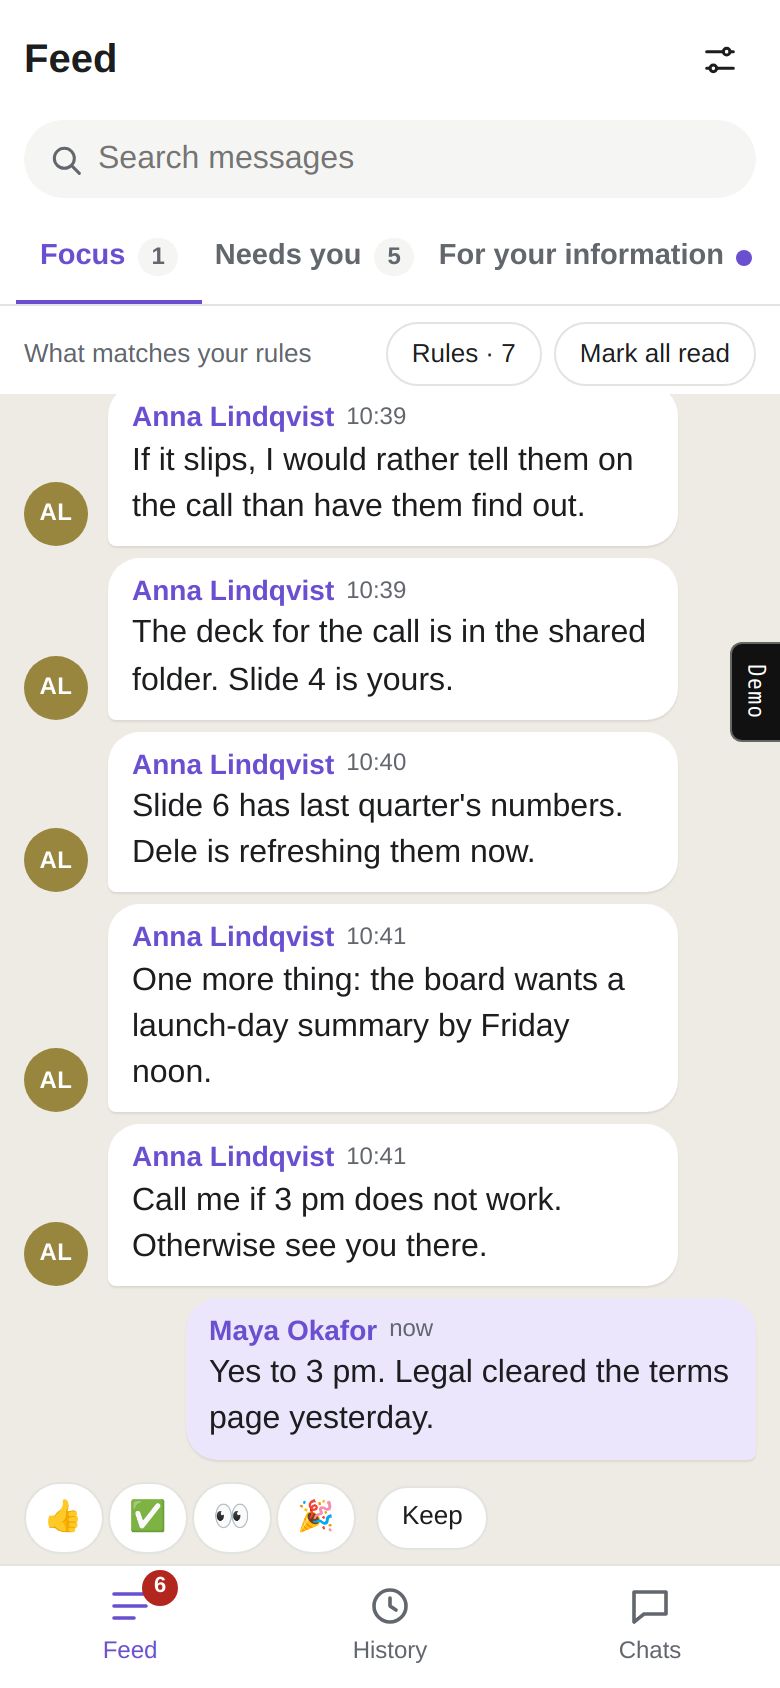 Feed
Search messages
Focus 1 Needs you 5 For your information
What matches your rules Rules · 7 Mark all read
Anna Lindqvist 10:39
If it slips, I would rather tell them on
the call than have them find out.
AL
Anna Lindqvist 10:39
The deck for the call is in the shared
folder. Slide 4 is yours.
AL
Demo
Anna Lindqvist 10:40
Slide 6 has last quarter's numbers.
Dele is refreshing them now.
AL
Anna Lindqvist 10:41
One more thing: the board wants a
launch-day summary by Friday
noon.
AL
Anna Lindqvist 10:41
Call me if 3 pm does not work.
Otherwise see you there.
AL
Maya Okafor now
Yes to 3 pm. Legal cleared the terms
page yesterday.
Keep
6
Feed History Chats